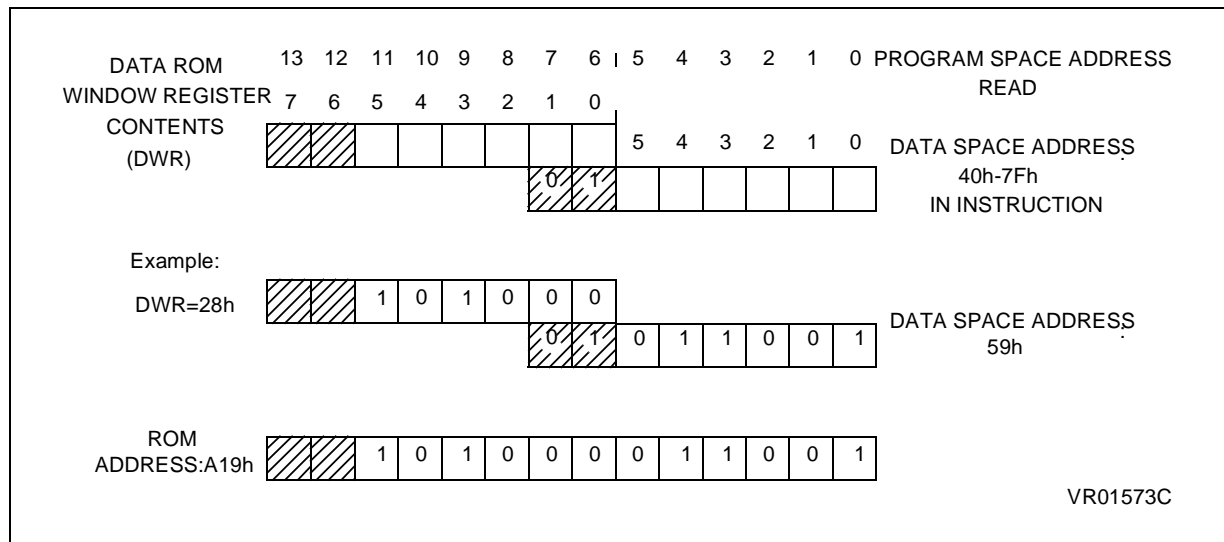 13 12 11 10 9 8 7 6 5 4 3 2 1 0 PROGRAM SPACE ADDRESS
READ
DATA ROM
WINDOW REGISTER
CONTENTS
(DWR)
7 6 5 4 3 2 1 0
5 4 3 2 1 0
DATA SPACE ADDRESS
40h-7Fh
IN INSTRUCTION
0 1
Example:
DWR=28h
1 0 1 0 0 0
0 1 0 1 1 0 0 1
DATA SPACE ADDRESS
59h
ROM
ADDRESS:A19h
1 0 1 0 0 0 0 1 1 0 0 1
VR01573C